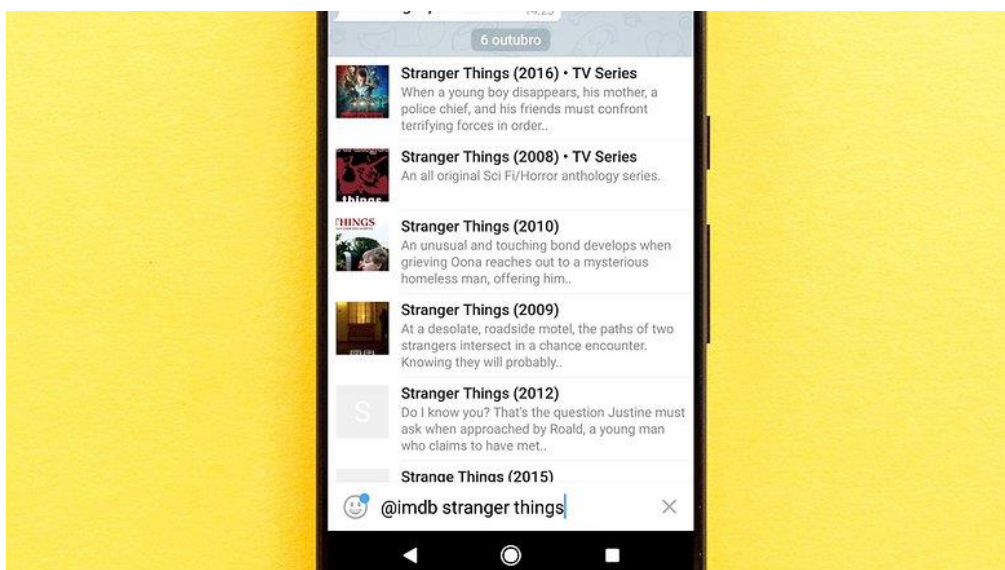 14:25
6 outubro
Stranger Things (2016) • TV Series
When a young boy disappears, his mother, a
police chief, and his friends must confront
terrifying forces in order..
Stranger Things (2008) • TV Series
An all original Sci Fi/Horror anthology series.
things
THINGS
Stranger Things (2010)
An unusual and touching bond develops when
grieving Oona reaches out to a mysterious
homeless man, offering him..
Stranger Things (2009)
At a desolate, roadside motel, the paths of two
strangers intersect in a chance encounter.
Knowing they will probably..
S
Stranger Things (2012)
Do I know you? That's the question Justine must
ask when approached by Roald, a young man
who claims to have met..
Strange Things (2015)
@imdb stranger things